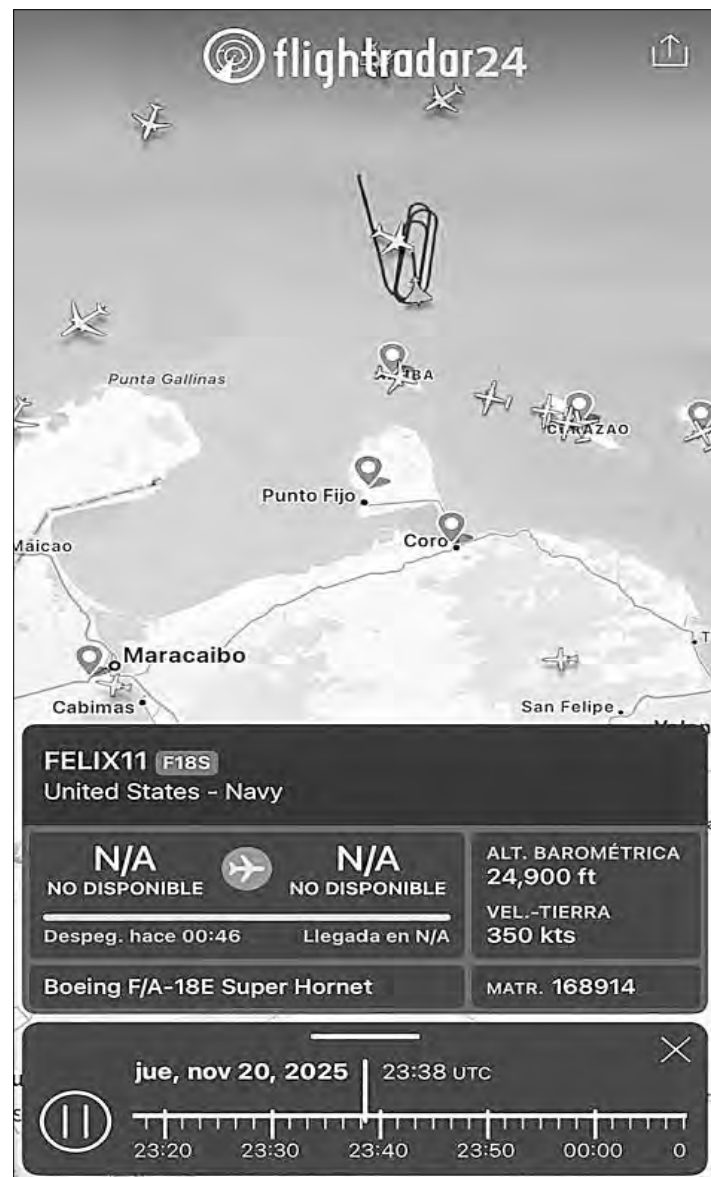 flightradar24
Punta Gallinas
CURAZAO
Punto Fijo
Coro
Maicao
Maracaibo
Cabimas
San Felipe
FELIX11 F18S
United States - Navy
N/A
NO DISPONIBLE
N/A
NO DISPONIBLE
Despeg. hace 00:46
Llegada en N/A
ALT. BAROMÉTRICA
24,900 ft
VEL.-TIERRA
350 kts
Boeing F/A-18E Super Hornet
MATR. 168914
jue, nov 20, 2025
23:38 UTC
23:20 23:30 23:40 23:50 00:00 0